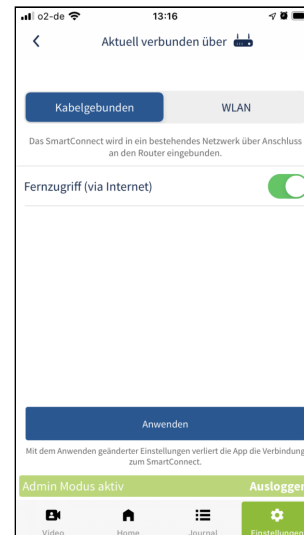 o2-de
13:16
Aktuell verbunden über
Kabelgebunden
WLAN
Das SmartConnect wird in ein bestehendes Netzwerk über Anschluss
an den Router eingebunden.
Fernzugriff (via Internet)
Anwenden
Mit dem Anwenden geänderter Einstellungen verliert die App die Verbindung
zum SmartConnect.
Admin Modus aktiv
Ausloggen
Video
Home
Journal
Einstellungen